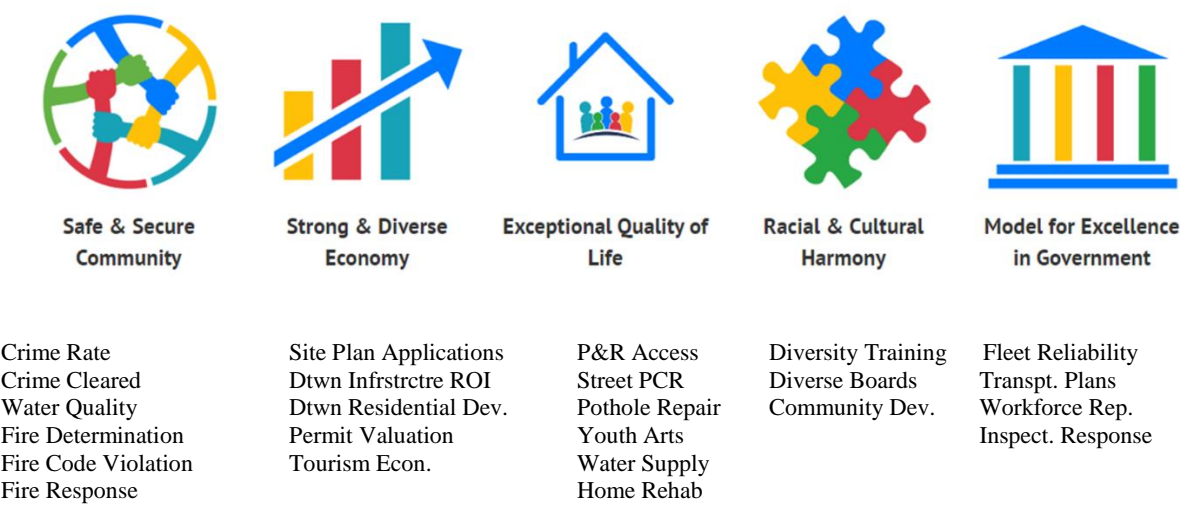 Safe & Secure
Community
Strong & Diverse
Economy
Exceptional Quality of
Life
Racial & Cultural
Harmony
Model for Excellence
in Government
Crime Rate
Crime Cleared
Water Quality
Fire Determination
Fire Code Violation
Fire Response
Site Plan Applications
Dtwn Infrstrctre ROI
Dtwn Residential Dev.
Permit Valuation
Tourism Econ.
P&R Access
Street PCR
Pothole Repair
Youth Arts
Water Supply
Home Rehab
Diversity Training
Diverse Boards
Community Dev.
Fleet Reliability
Transpt. Plans
Workforce Rep.
Inspect. Response